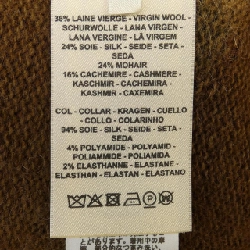 36% LAINE VIERGE - VIRGIN WOOL -
SCHURWOLLE - LANA VIRGEN -
LANA VERGINE - LÃ VIRGEM
24% SOIE - SILK - SEIDE - SETA -
SEDA
24% MOHAIR
16% CACHEMIRE - CASHMERE -
KASCHMIR - CACHEMIRA -
KAXMIR - CAXEMIRA
COL - COLLAR - KRAGEN - CUELLO
- COLLO - COLARINHO
94% SOIE - SILK - SEIDE - SETA -
SEDA
4% POLYAMIDE - POLYAMID -
POLIAMMIDE - POLIAMIDA
2% ELASTHANNE - ELASTANE -
ELASTHAN - ELASTAN - ELASTANO